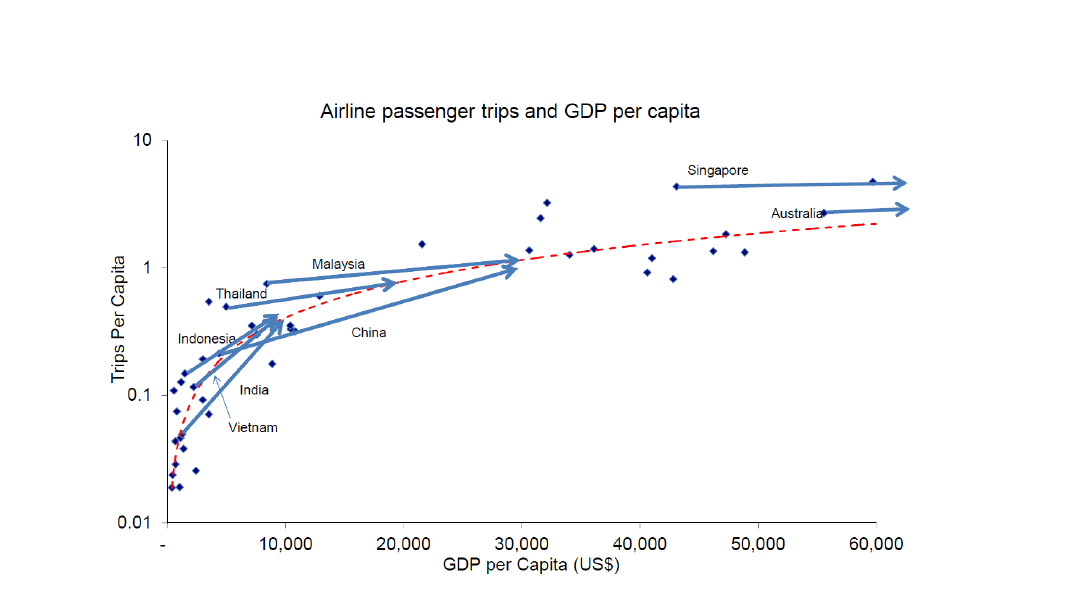 Airline passenger trips and GDP per capita
10
Singapore
Australia
Trips Per Capita
1
Malaysia
Thailand
Indonesia
China
0.1
India
Vietnam
0.01
- 10,000 20,000 30,000 40,000 50,000 60,000
GDP per Capita (US$)